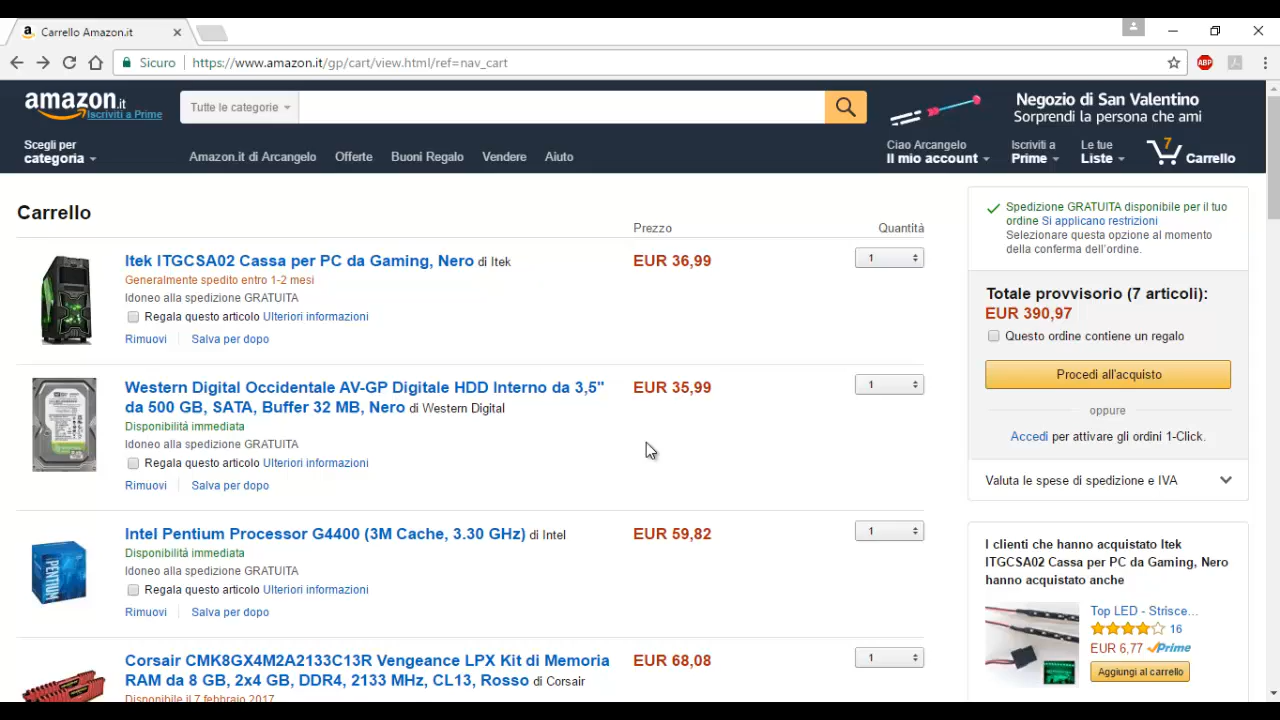 Carrello Amazon.it
Sicuro
https://www.amazon.it/gp/cart/view.html/ref=nav_cart
ABP
amazon.it
Iscriviti a Prime
Tutte le categorie
Negozio di San Valentino
Sorprendi la persona che ami
Scegli per
categoria
Amazon.it di Arcangelo
Offerte
Buoni Regalo
Vendere
Aiuto
Ciao Arcangelo
Il mio account
Iscriviti a
Prime
Le tue
Liste
7
Carrello
Carrello
Prezzo
Quantità
Itek ITGCSA02 Cassa per PC da Gaming, Nero di Itek
EUR 36,99
1
Generalmente spedito entro 1-2 mesi
Idoneo alla spedizione GRATUITA
Regala questo articolo Ulteriori informazioni
Rimuovi
Salva per dopo
Western Digital Occidentale AV-GP Digitale HDD Interno da 3,5"
da 500 GB, SATA, Buffer 32 MB, Nero di Western Digital
EUR 35,99
1
Disponibilità immediata
Idoneo alla spedizione GRATUITA
Regala questo articolo Ulteriori informazioni
Rimuovi
Salva per dopo
Intel Pentium Processor G4400 (3M Cache, 3.30 GHz) di Intel
EUR 59,82
1
Disponibilità immediata
Idoneo alla spedizione GRATUITA
Regala questo articolo Ulteriori informazioni
Rimuovi
Salva per dopo
PENTIUM
Corsair CMK8GX4M2A2133C13R Vengeance LPX Kit di Memoria
RAM da 8 GB, 2x4 GB, DDR4, 2133 MHz, CL13, Rosso di Corsair
EUR 68,08
1
Disponibile il 7 febbraio 2017
Spedizione GRATUITA disponibile per il tuo
ordine Si applicano restrizioni
Selezionare questa opzione al momento
della conferma dell'ordine.
Totale provvisorio (7 articoli):
EUR 390,97
Questo ordine contiene un regalo
Procedi all'acquisto
oppure
Accedi per attivare gli ordini 1-Click.
Valuta le spese di spedizione e IVA
I clienti che hanno acquistato Itek
ITGCSA02 Cassa per PC da Gaming, Nero
hanno acquistato anche
Top LED - Strisce...
16
EUR 6,77 Prime
Aggiungi al carrello